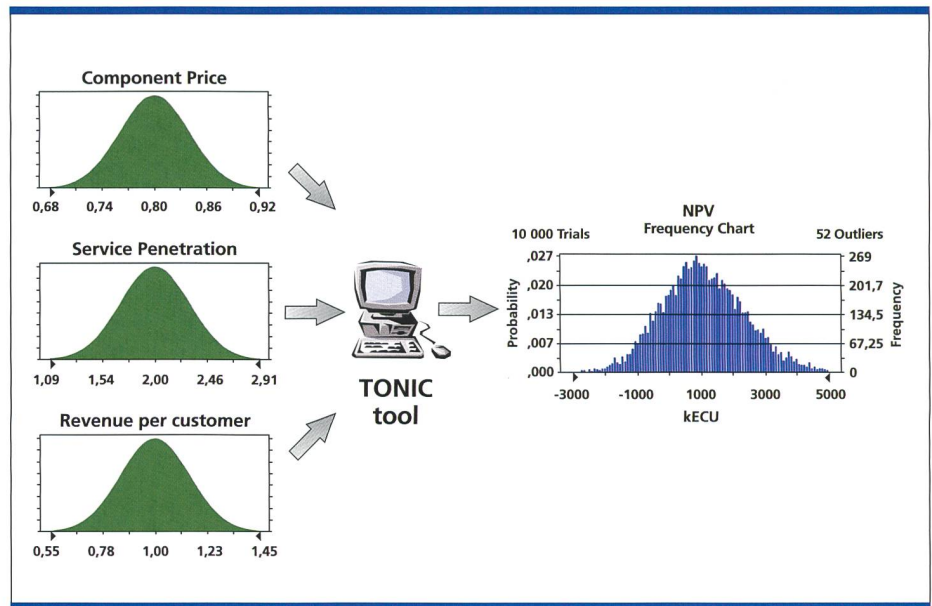 Component Price
0,68 0,74 0,80 0,86 0,92
Service Penetration
1,09 1,54 2,00 2,46 2,91
Revenue per customer
0,55 0,78 1,00 1,23 1,45
TONIC
tool
NPV
Frequency Chart
10 000 Trials
52 Outliers
Probability
,027
,020
,013
,007
,000
269
201,7
134,5
67,25
0
Frequency
-3000 -1000 1000 3000 5000
kECU